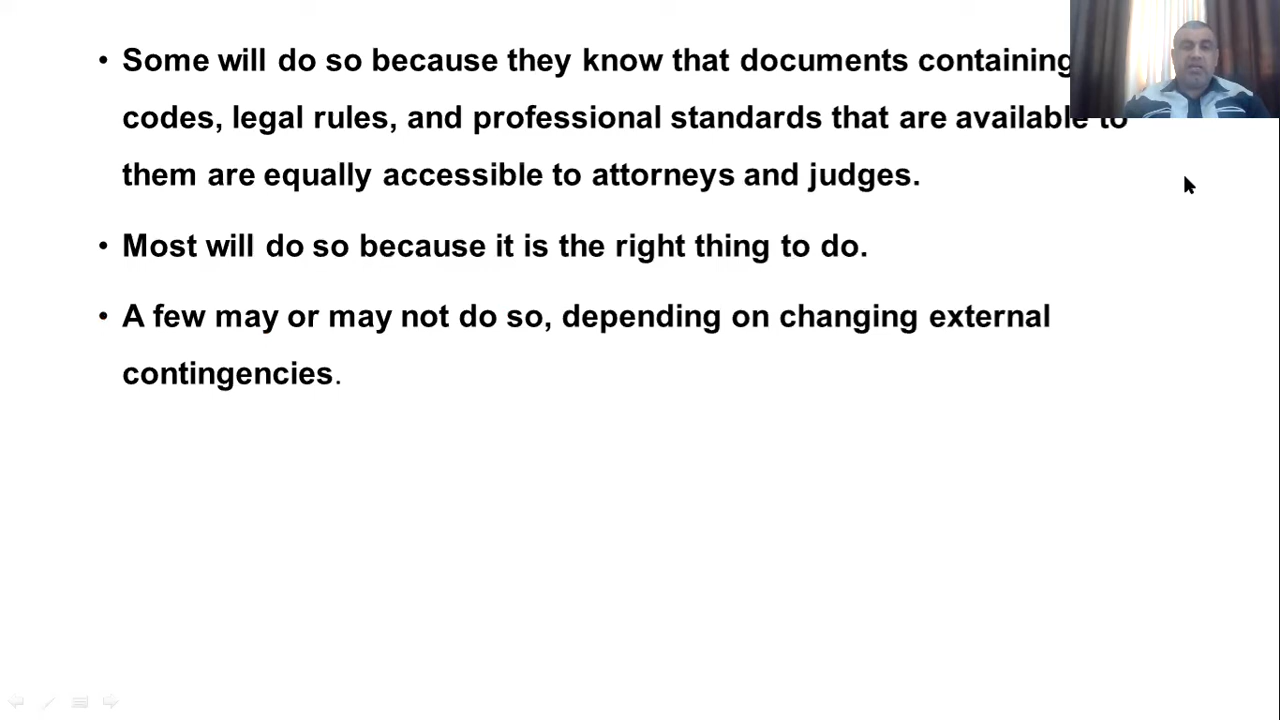 • Some will do so because they know that documents containing
codes, legal rules, and professional standards that are available to
them are equally accessible to attorneys and judges.
• Most will do so because it is the right thing to do.
• A few may or may not do so, depending on changing external
contingencies.